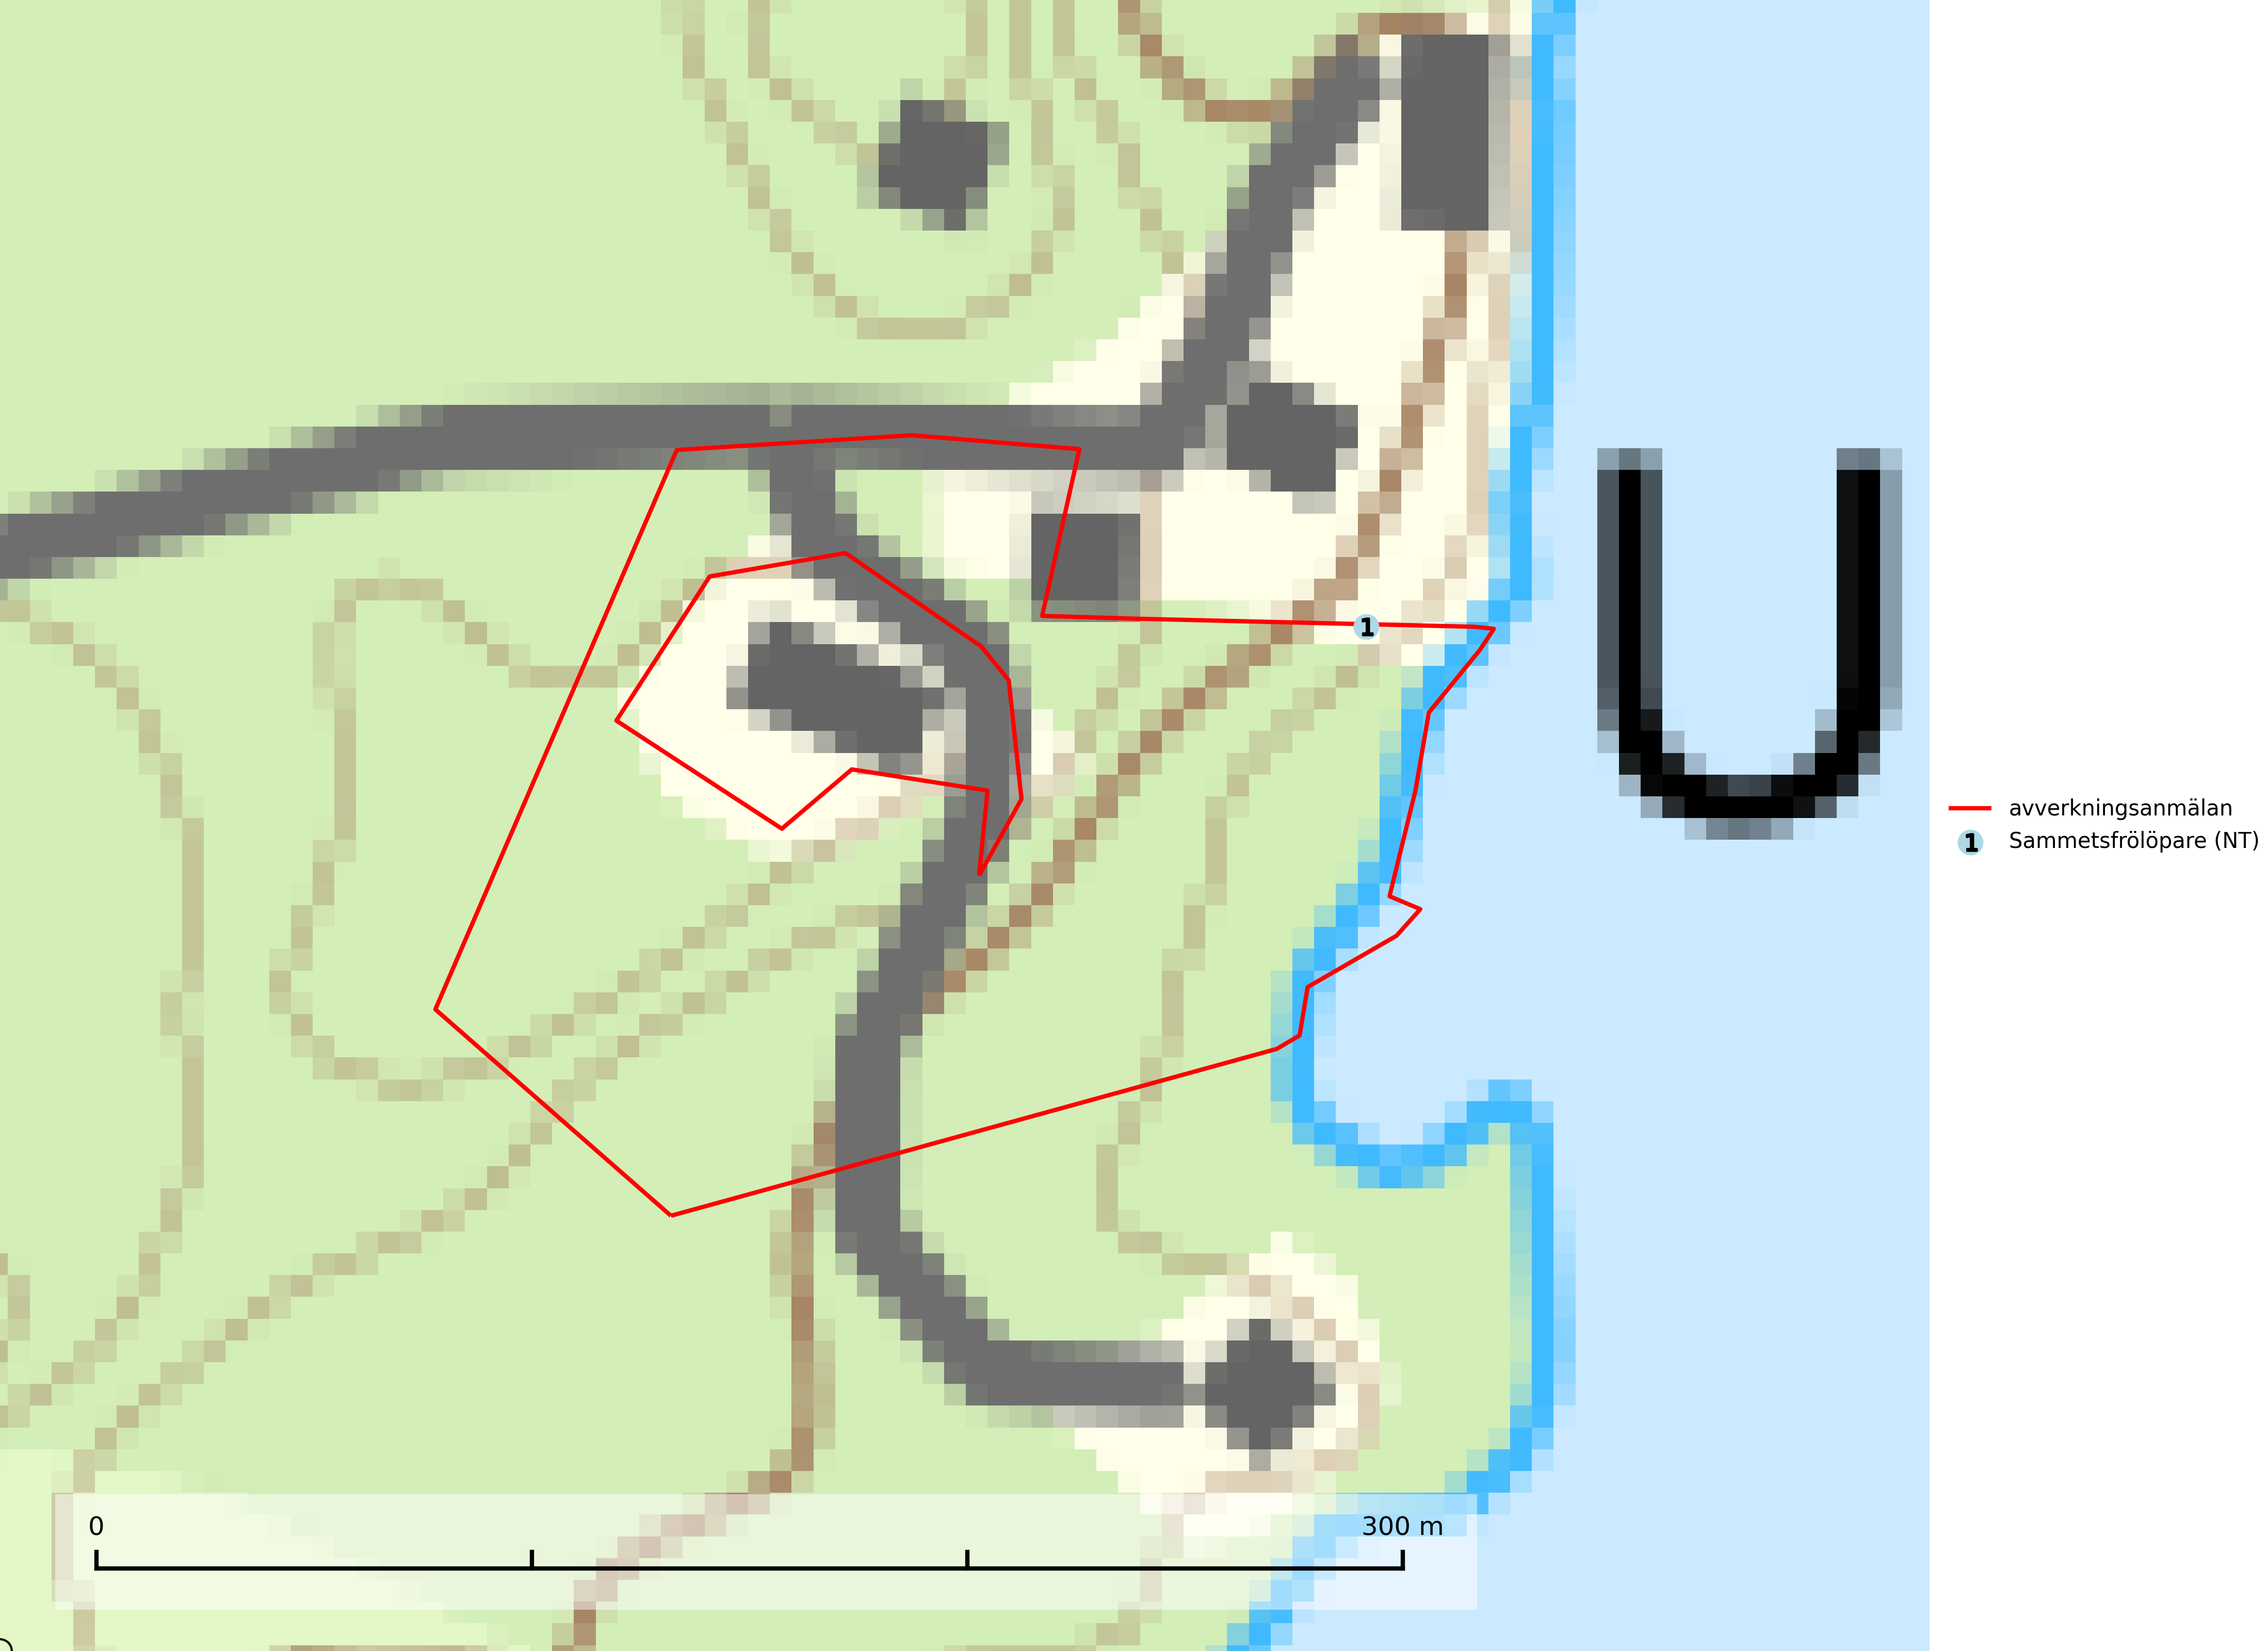 U
1
avverkningsanmälan
1 Sammetsfrölöpare (NT)
0 300 m